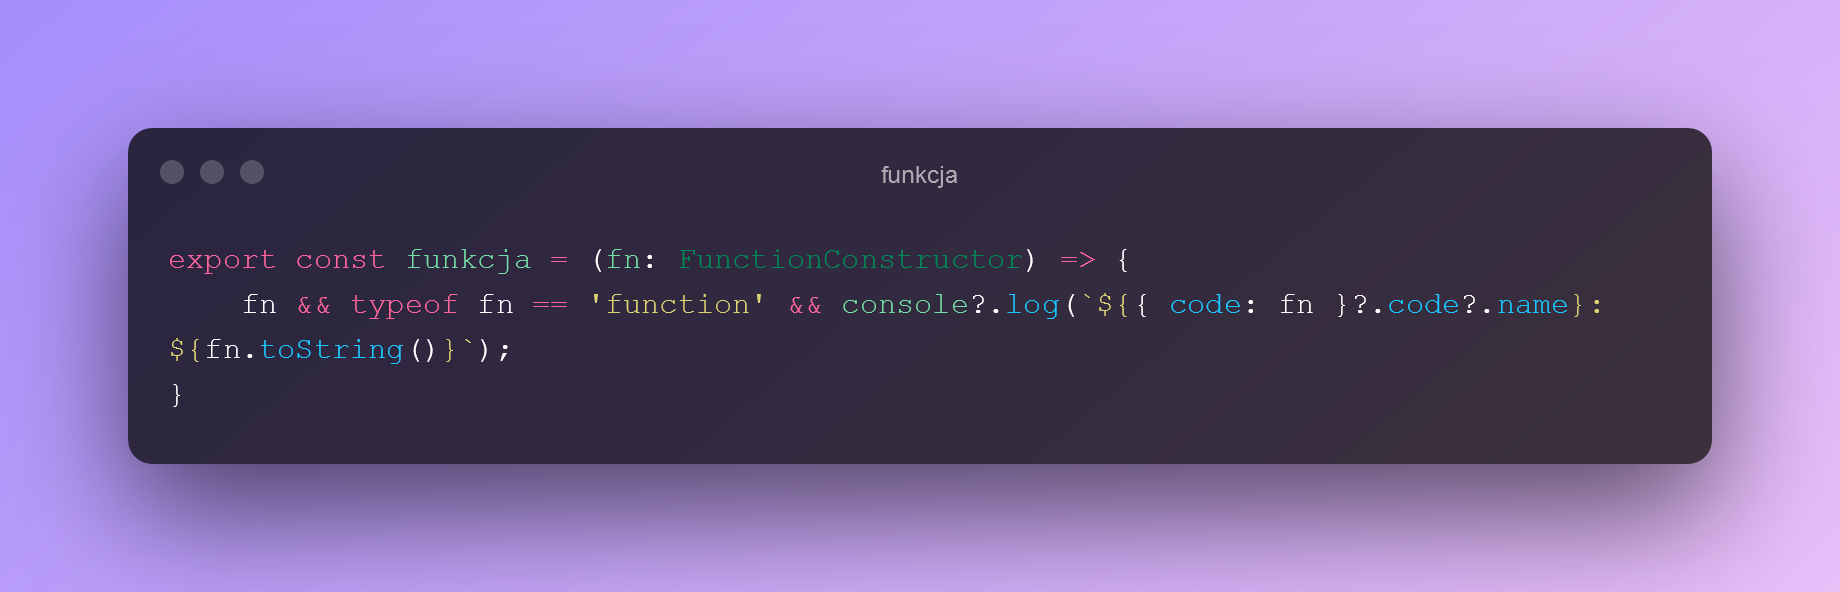 funkcja
export const funkcja = (fn: FunctionConstructor) => {
    fn && typeof fn == 'function' && console?.log(`${{ code: fn }?.code?.name}:
${fn.toString()}`);
}